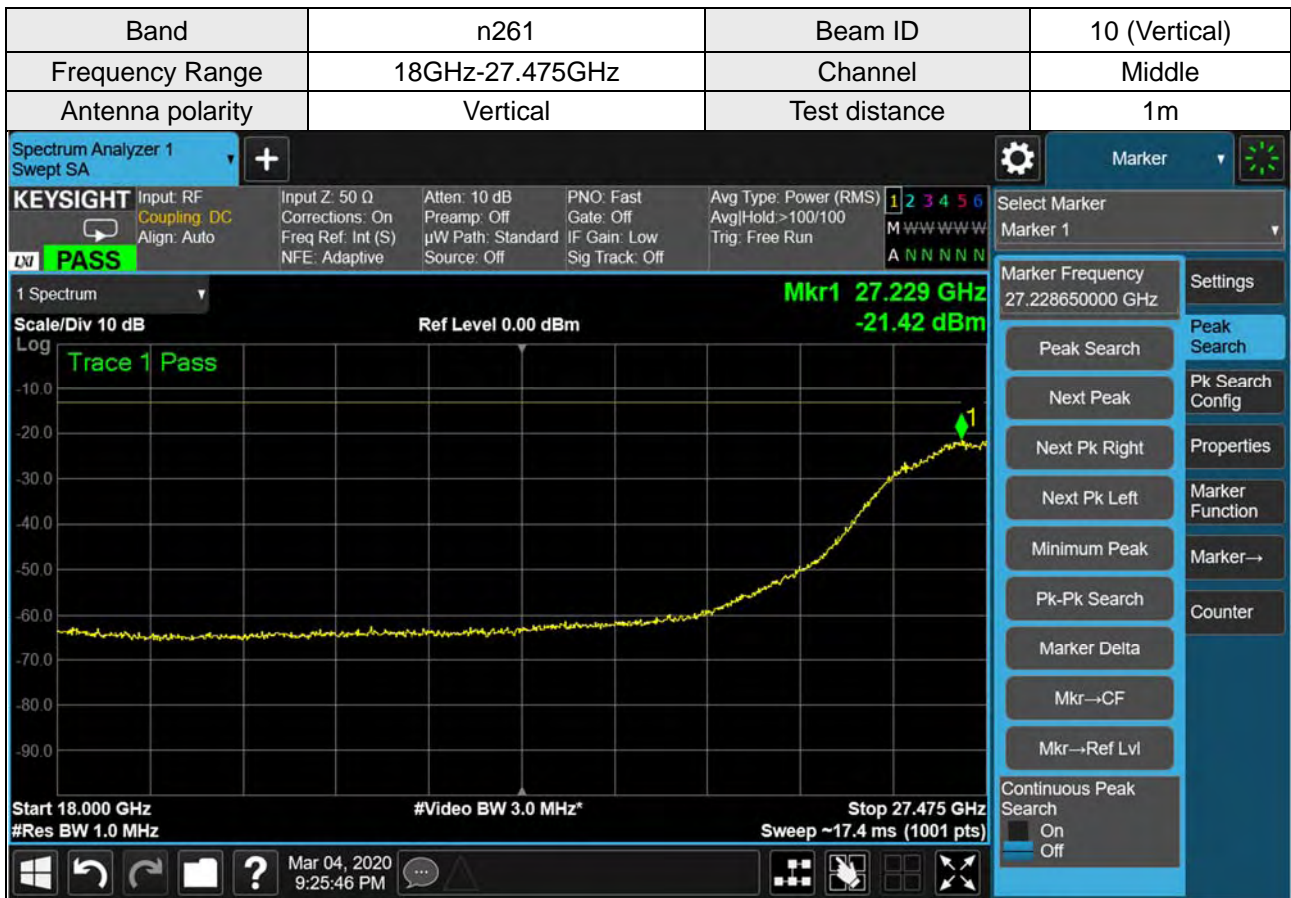 Band n261 Beam ID 10 (Vertical)
Frequency Range 18GHz-27.475GHz Channel Middle
Antenna polarity Vertical Test distance 1m
Spectrum Analyzer 1
Swept SA
+
Marker
KEYSIGHT
LXI PASS
Input: RF
Coupling: DC
Align: Auto
Input Z: 50 Ω
Corrections: On
Freq Ref: Int (S)
NFE: Adaptive
Atten: 10 dB
Preamp: Off
µW Path: Standard
Source: Off
PNO: Fast
Gate: Off
IF Gain: Low
Sig Track: Off
Avg Type: Power (RMS)
Avg|Hold:>100/100
Trig: Free Run
1 2 3 4 5 6
M W W W W W
A N N N N N
Select Marker
Marker 1
1 Spectrum
Mkr1 27.229 GHz
-21.42 dBm
Scale/Div 10 dB
Ref Level 0.00 dBm
Log
Trace 1 Pass
1
-10.0
-20.0
-30.0
-40.0
-50.0
-60.0
-70.0
-80.0
-90.0
Start 18.000 GHz
#Video BW 3.0 MHz*
Stop 27.475 GHz
#Res BW 1.0 MHz
Sweep ~17.4 ms (1001 pts)
Marker Frequency
27.228650000 GHz
Peak Search
Next Peak
Next Pk Right
Next Pk Left
Minimum Peak
Pk-Pk Search
Marker Delta
Mkr→CF
Mkr→Ref Lvl
Continuous Peak
Search
On
Off
Settings
Peak
Search
Pk Search
Config
Properties
Marker
Function
Marker→
Counter
?
Mar 04, 2020
9:25:46 PM